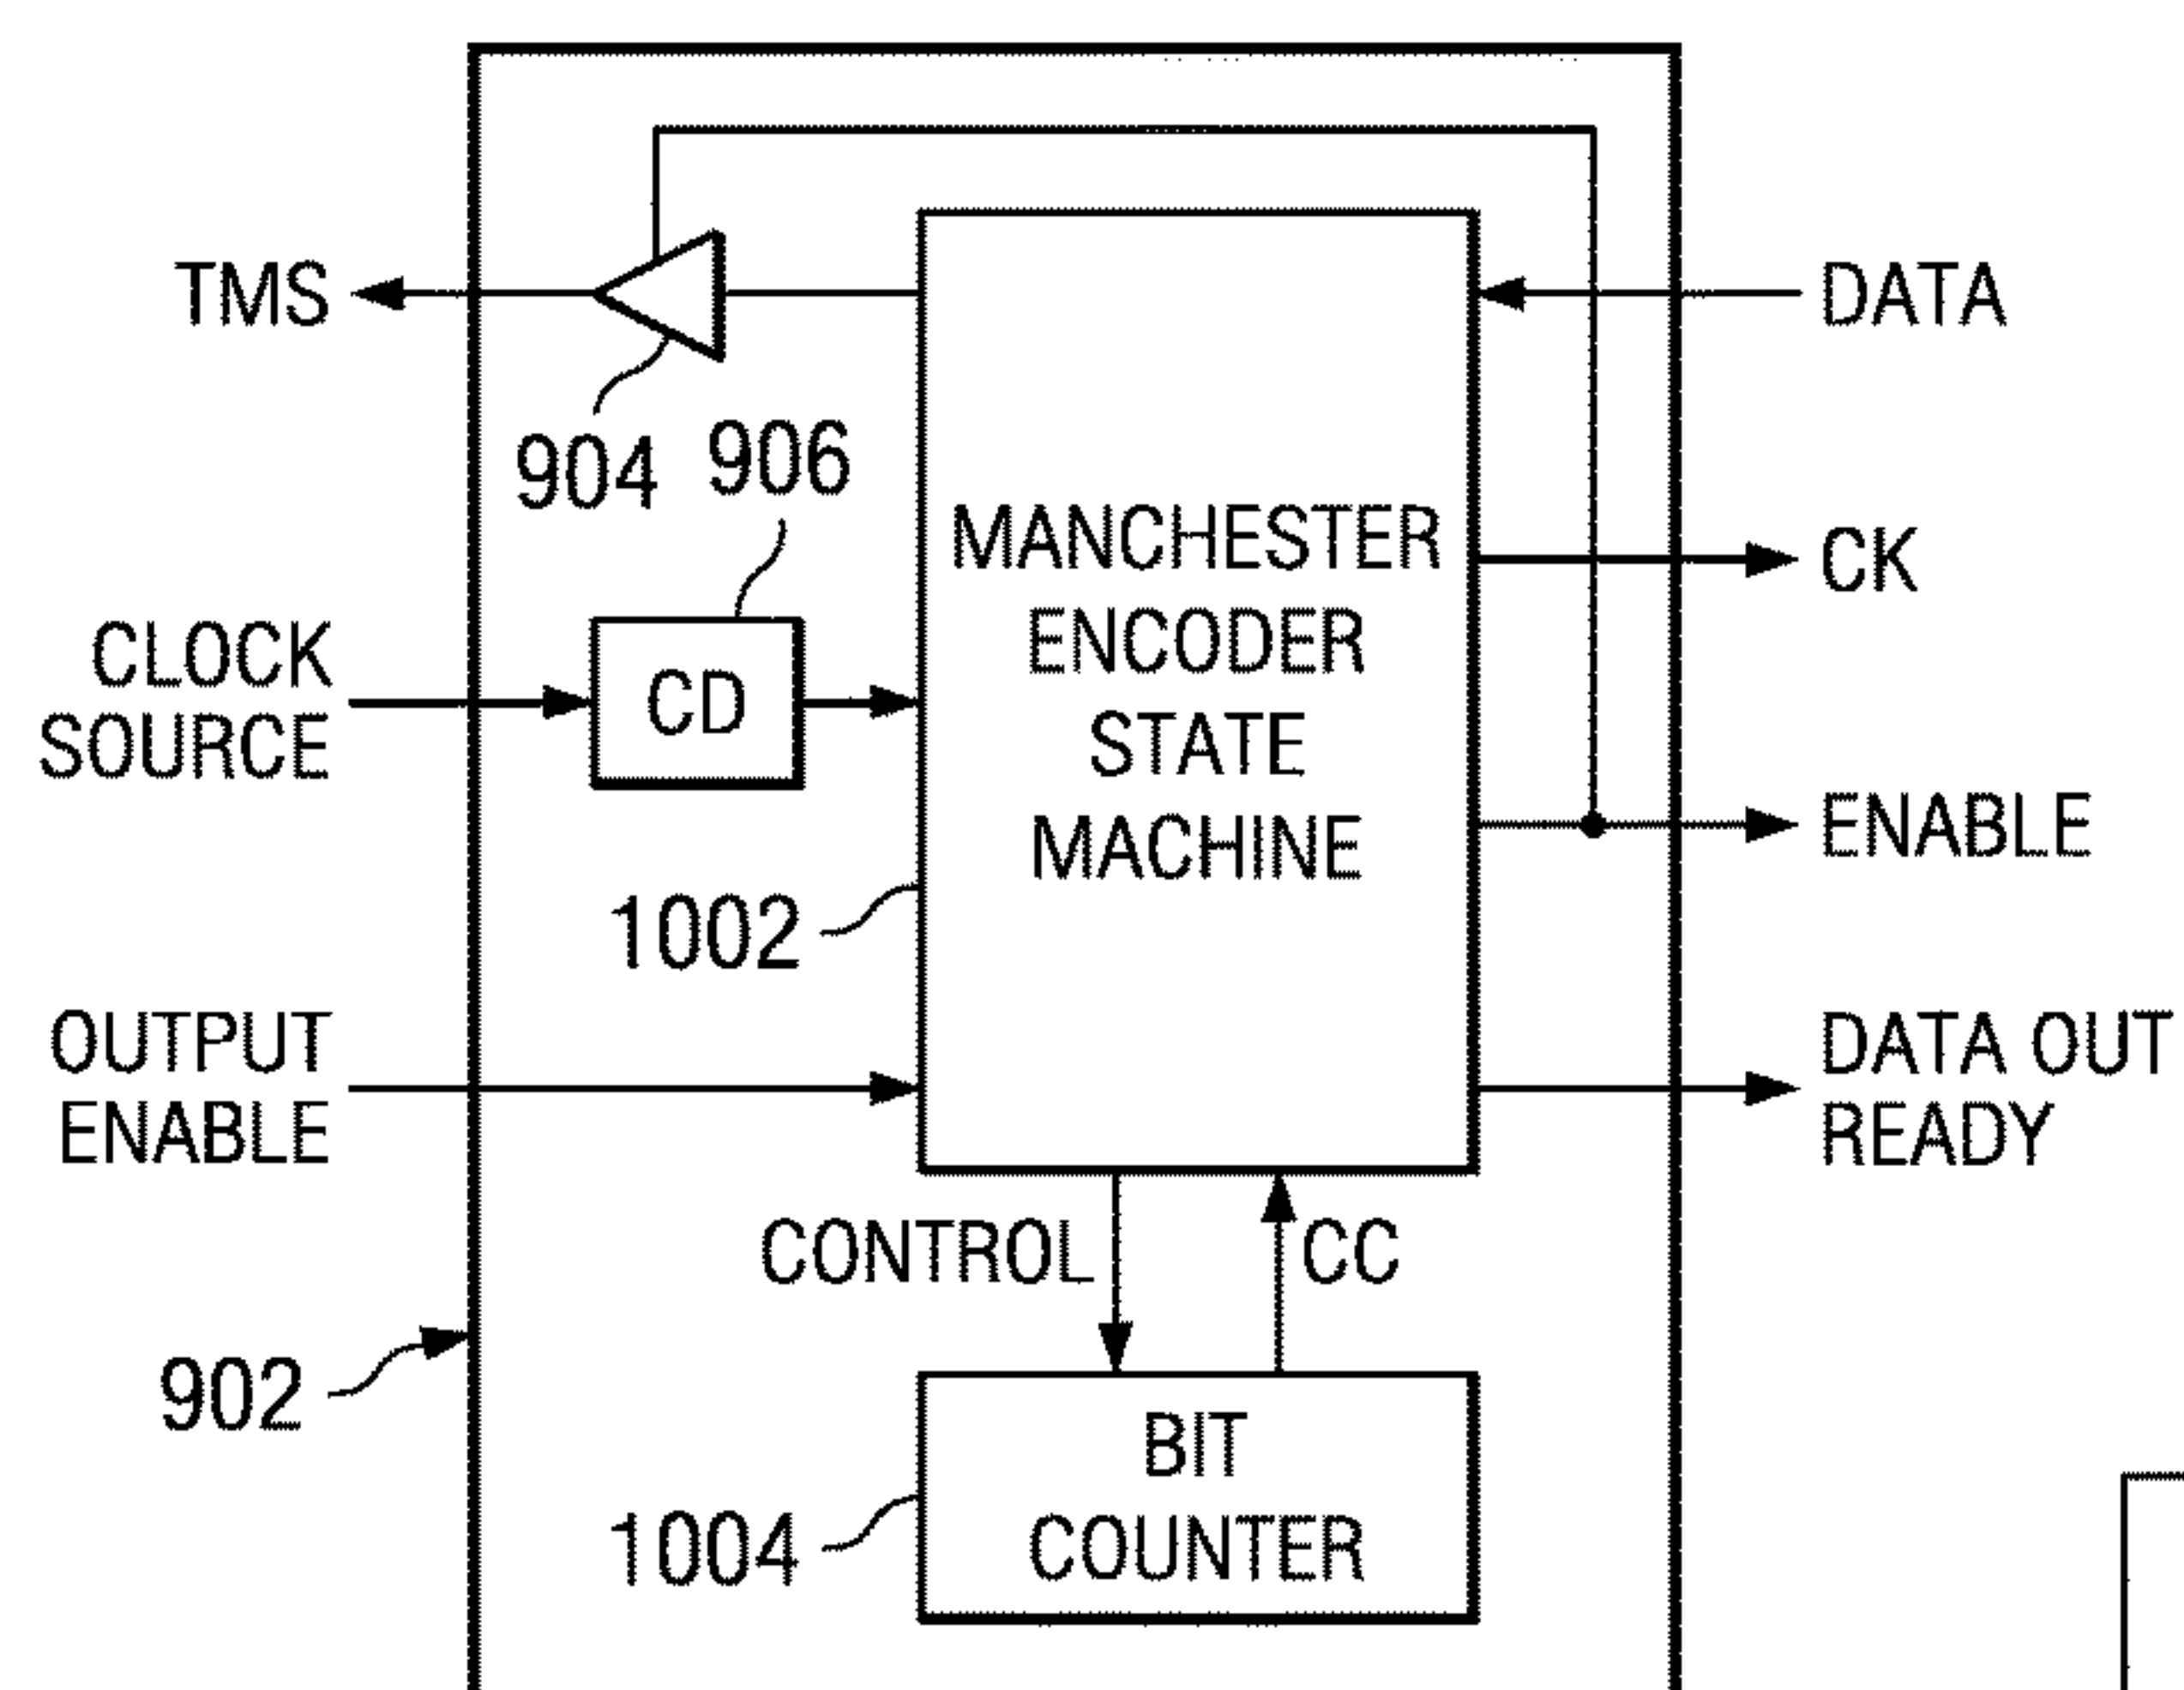 TMS
DATA
904
906
MANCHESTER
ENCODER
STATE
MACHINE
CK
CLOCK
SOURCE
CD
ENABLE
1002
OUTPUT
ENABLE
DATA OUT
READY
CONTROL
CC
902
BIT
COUNTER
1004